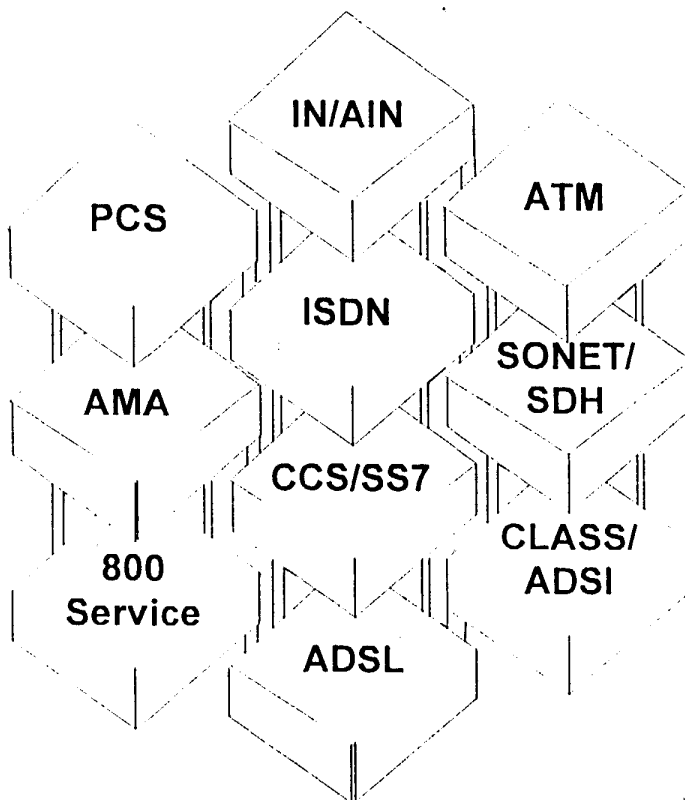 IN/AIN
PCS
ATM
ISDN
SONET/
SDH
AMA
CCS/SS7
CLASS/
ADSI
800
Service
ADSL